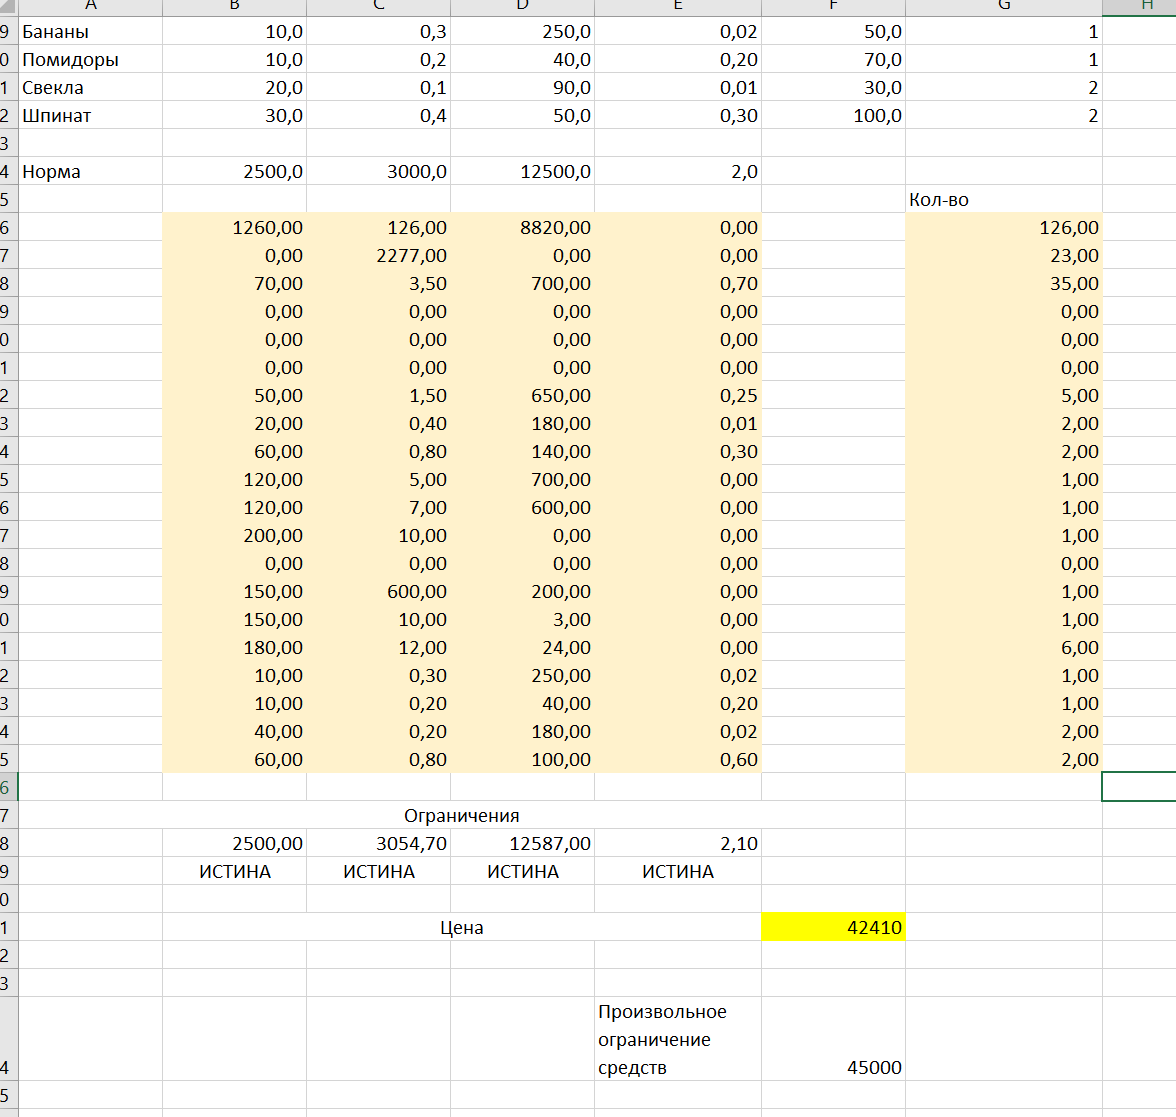 A B C D E F G H
9 Бананы 10,0 0,3 250,0 0,02 50,0 1
0 Помидоры 10,0 0,2 40,0 0,20 70,0 1
1 Свекла 20,0 0,1 90,0 0,01 30,0 2
2 Шпинат 30,0 0,4 50,0 0,30 100,0 2
3
4 Норма 2500,0 3000,0 12500,0 2,0
5 Кол-во
6 1260,00 126,00 8820,00 0,00 126,00
7 0,00 2277,00 0,00 0,00 23,00
8 70,00 3,50 700,00 0,70 35,00
9 0,00 0,00 0,00 0,00 0,00
0 0,00 0,00 0,00 0,00 0,00
1 0,00 0,00 0,00 0,00 0,00
2 50,00 1,50 650,00 0,25 5,00
3 20,00 0,40 180,00 0,01 2,00
4 60,00 0,80 140,00 0,30 2,00
5 120,00 5,00 700,00 0,00 1,00
6 120,00 7,00 600,00 0,00 1,00
7 200,00 10,00 0,00 0,00 1,00
8 0,00 0,00 0,00 0,00 0,00
9 150,00 600,00 200,00 0,00 1,00
0 150,00 10,00 3,00 0,00 1,00
1 180,00 12,00 24,00 0,00 6,00
2 10,00 0,30 250,00 0,02 1,00
3 10,00 0,20 40,00 0,20 1,00
4 40,00 0,20 180,00 0,02 2,00
5 60,00 0,80 100,00 0,60 2,00
6
7 Ограничения
8 2500,00 3054,70 12587,00 2,10
9 ИСТИНА ИСТИНА ИСТИНА ИСТИНА
0
1 Цена 42410
2
3
Произвольное
ограничение
4 средств 45000
5